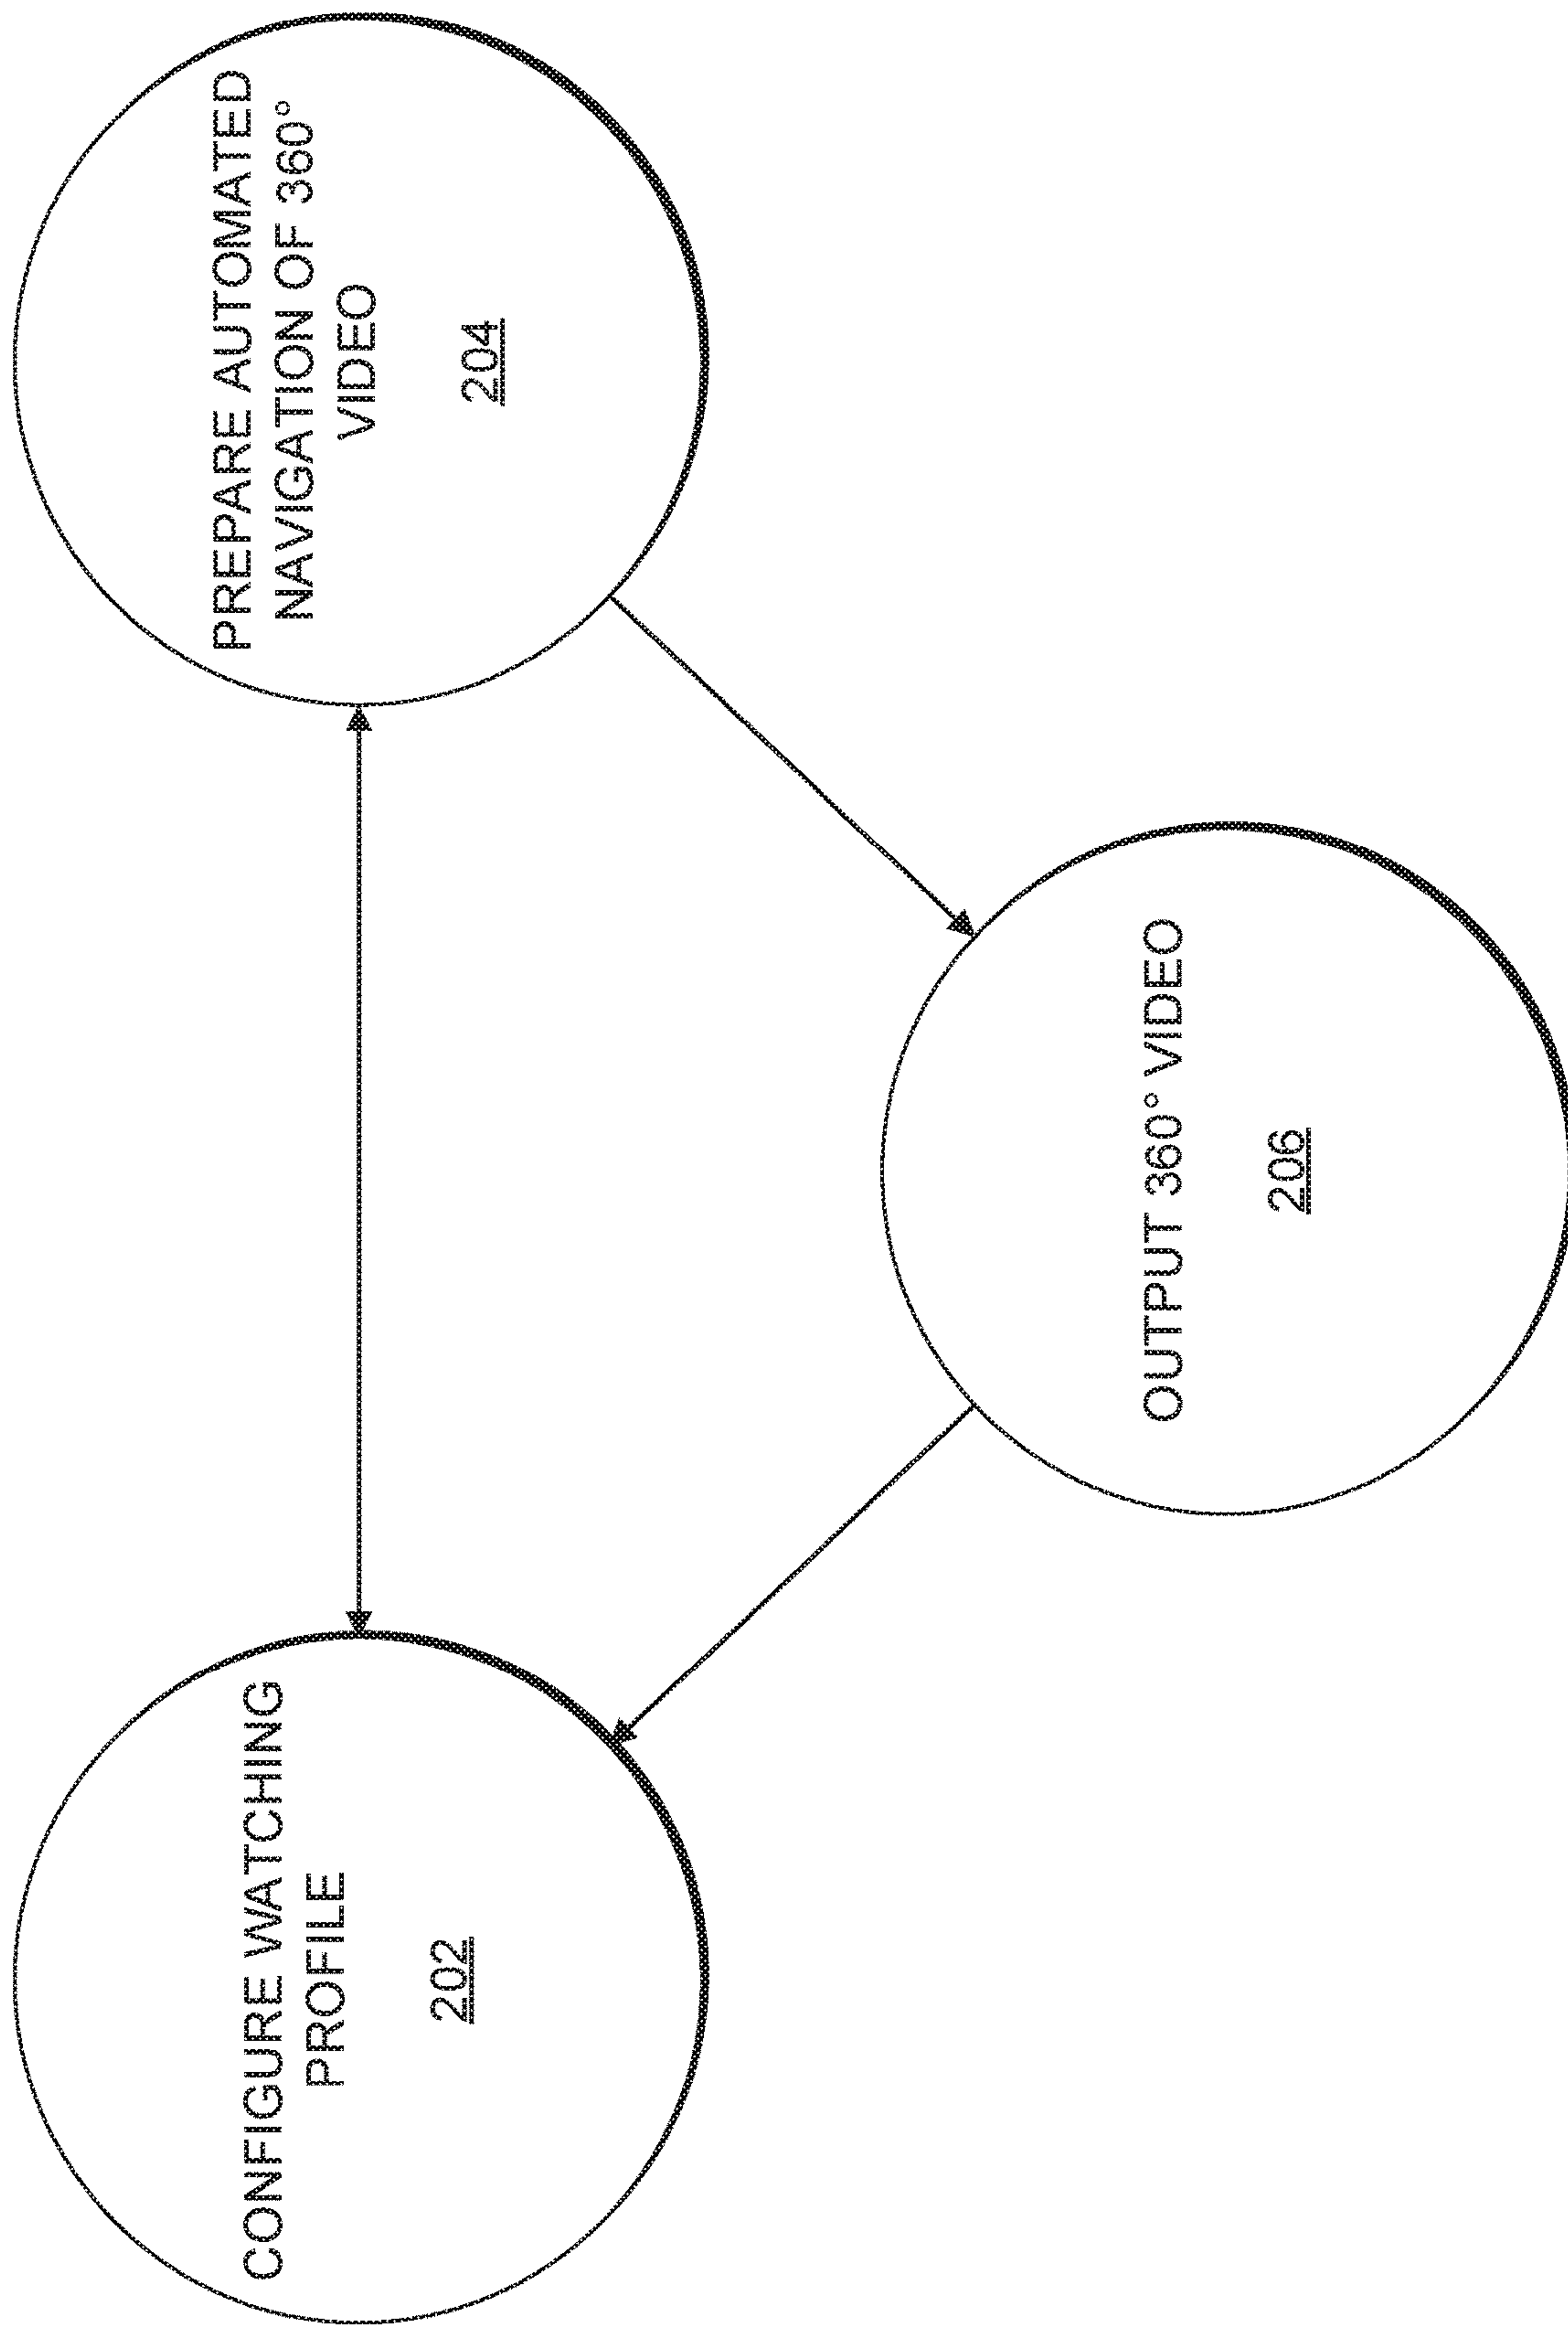 CONFIGURE WATCHING
PROFILE
202
PREPARE AUTOMATED
NAVIGATION OF 360°
VIDEO
204
OUTPUT 360° VIDEO
206